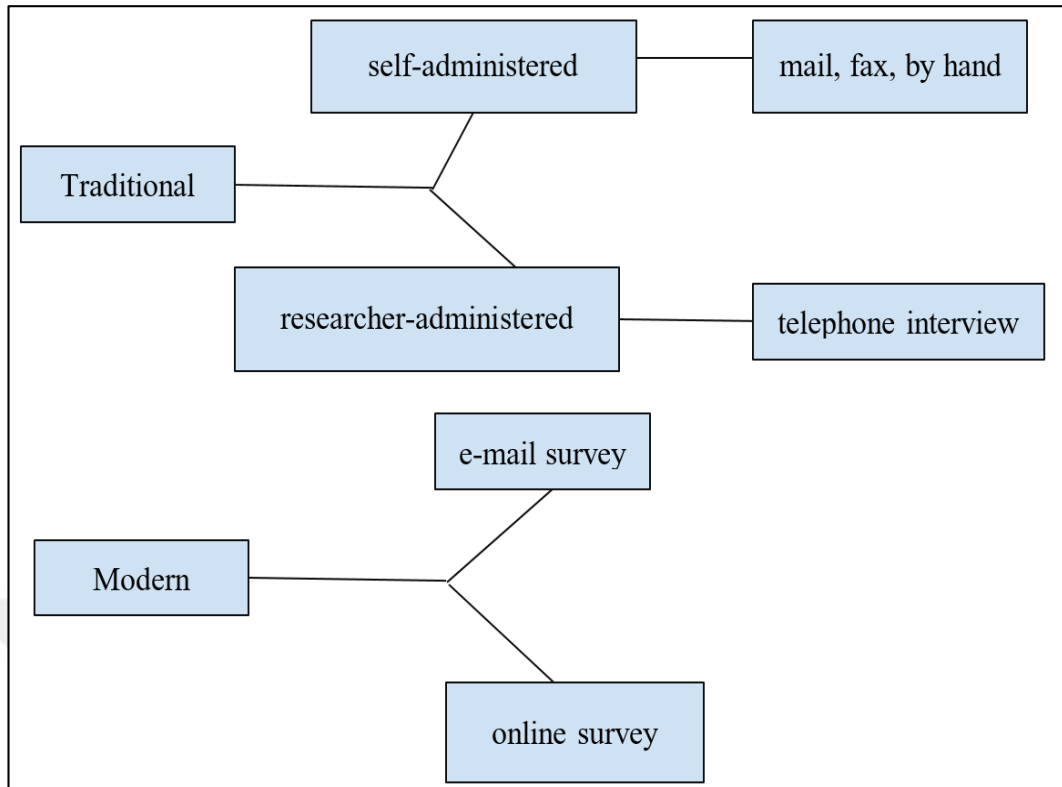 self-administered
mail, fax, by hand
Traditional
researcher-administered
telephone interview
e-mail survey
Modern
online survey